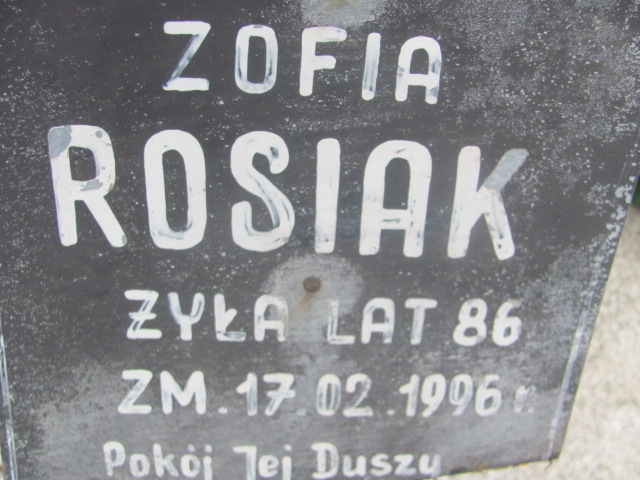 ZOFIA
ROSIAK
ŻYŁA LAT 86
ZM. 17.02.1996 r.
Pokój Jej Duszy